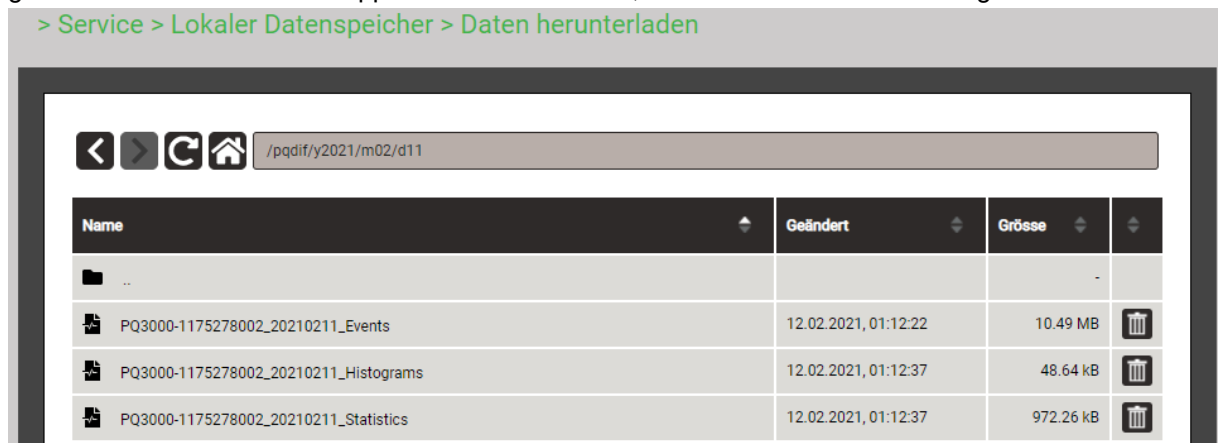 > Service > Lokaler Datenspeicher > Daten herunterladen
/pqdif/y2021/m02/d11
Name Geändert Grösse
.. -
PQ3000-1175278002_20210211_Events 12.02.2021, 01:12:22 10.49 MB
PQ3000-1175278002_20210211_Histograms 12.02.2021, 01:12:37 48.64 kB
PQ3000-1175278002_20210211_Statistics 12.02.2021, 01:12:37 972.26 kB